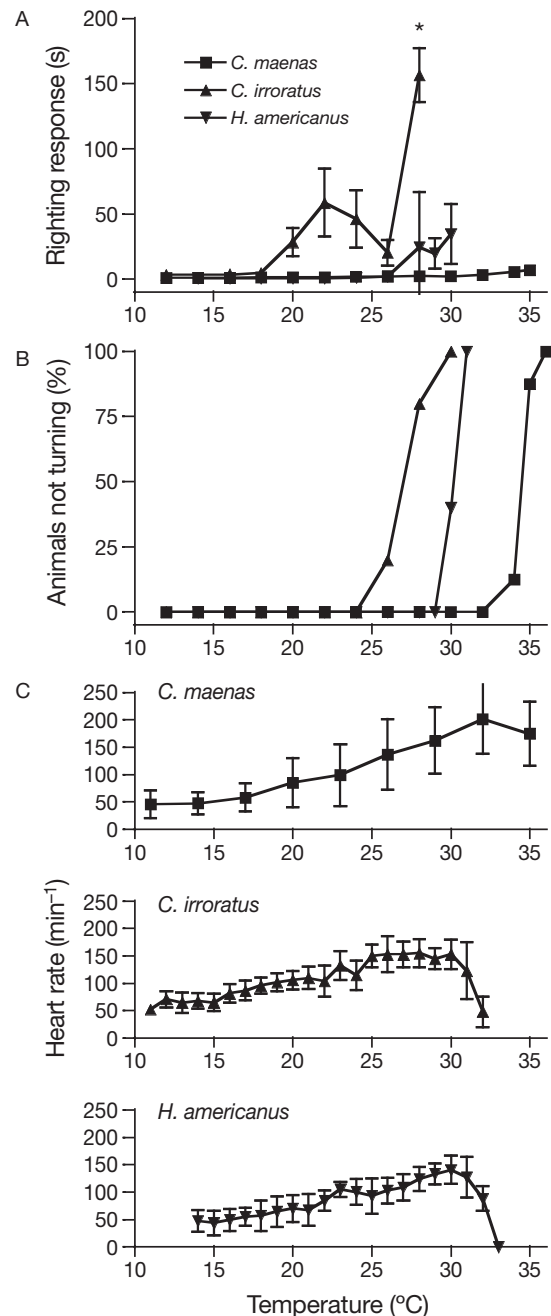 A
Righting response (s)
200
150
100
50
0
*
C. maenas
C. irroratus
H. americanus
10 15 20 25 30 35
B
Animals not turning (%)
100
75
50
25
0
10 15 20 25 30 35
C
Heart rate (min–1)
C. maenas
250
200
150
100
50
0
10 15 20 25 30 35
C. irroratus
250
200
150
100
50
0
10 15 20 25 30 35
H. americanus
250
200
150
100
50
0
10 15 20 25 30 35
Temperature (ºC)